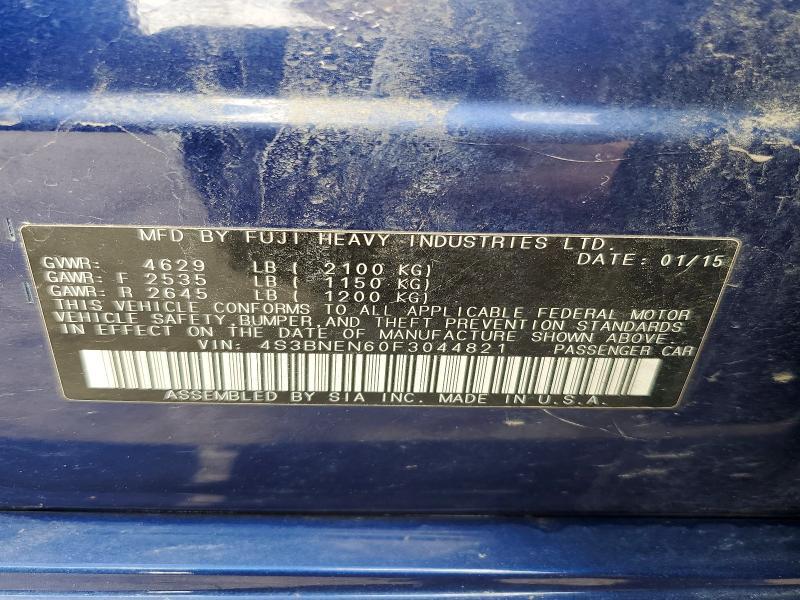 MFD BY FUJI HEAVY INDUSTRIES LTD.
DATE: 01/15
GVWR: 4629 LB ( 2100 KG)
GAWR: F 2535 LB ( 1150 KG)
GAWR: R 2645 LB ( 1200 KG)
THIS VEHICLE CONFORMS TO ALL APPLICABLE FEDERAL MOTOR
VEHICLE SAFETY,BUMPER,AND THEFT PREVENTION STANDARDS
IN EFFECT ON THE DATE OF MANUFACTURE SHOWN ABOVE.
VIN: 4S3BNEN60F3044821 PASSENGER CAR
ASSEMBLED BY SIA INC. MADE IN U.S.A.